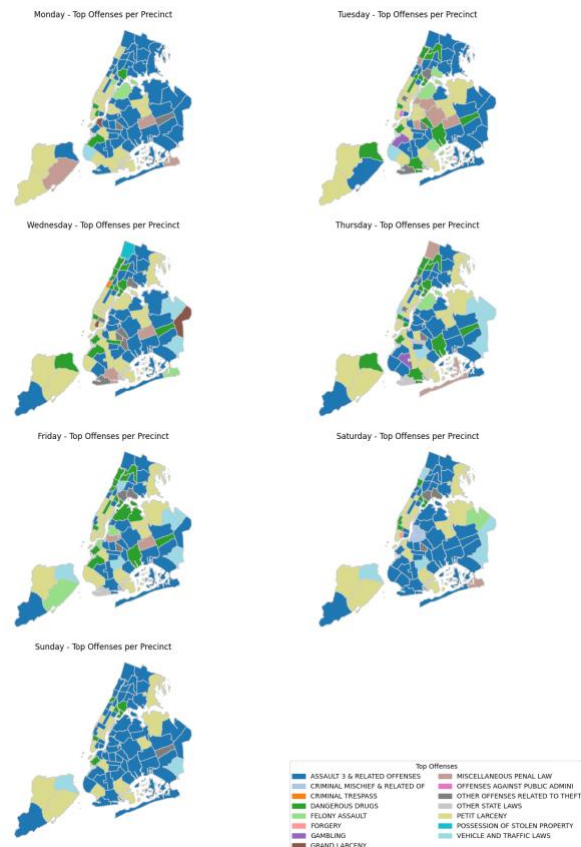 Monday - Top Offenses per Precinct
Tuesday - Top Offenses per Precinct
Wednesday - Top Offenses per Precinct
Thursday - Top Offenses per Precinct
Friday - Top Offenses per Precinct
Saturday - Top Offenses per Precinct
Sunday - Top Offenses per Precinct
Top Offenses
ASSAULT 3 & RELATED OFFENSES
CRIMINAL MISCHIEF & RELATED OF
CRIMINAL TRESPASS
DANGEROUS DRUGS
FELONY ASSAULT
FORGERY
GAMBLING
GRAND LARCENY
MISCELLANEOUS PENAL LAW
OFFENSES AGAINST PUBLIC ADMINI
OTHER OFFENSES RELATED TO THEFT
OTHER STATE LAWS
PETIT LARCENY
POSSESSION OF STOLEN PROPERTY
VEHICLE AND TRAFFIC LAWS